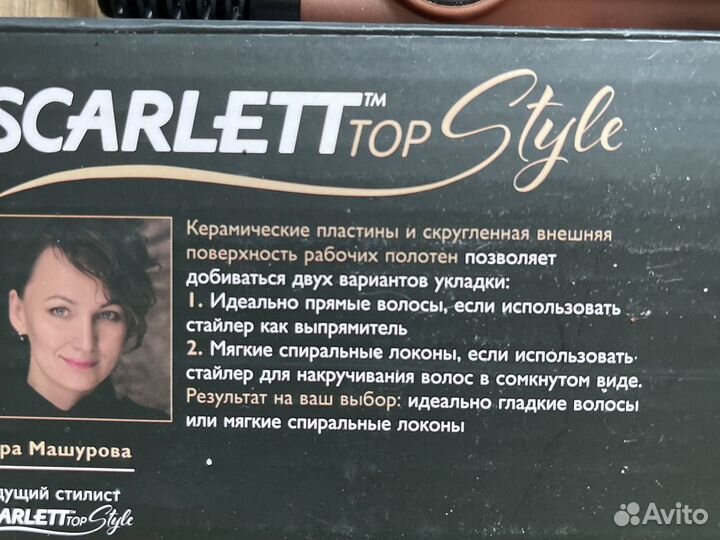 SCARLETT™ TOP Style
Керамические пластины и скругленная внешняя
поверхность рабочих полотен позволяет
добиваться двух вариантов укладки:
1. Идеально прямые волосы, если использовать
стайлер как выпрямитель
2. Мягкие спиральные локоны, если использовать
стайлер для накручивания волос в сомкнутом виде.
Результат на ваш выбор: идеально гладкие волосы
или мягкие спиральные локоны
ра Машурова
дущий стилист
ARLETT TOP Style
Avito